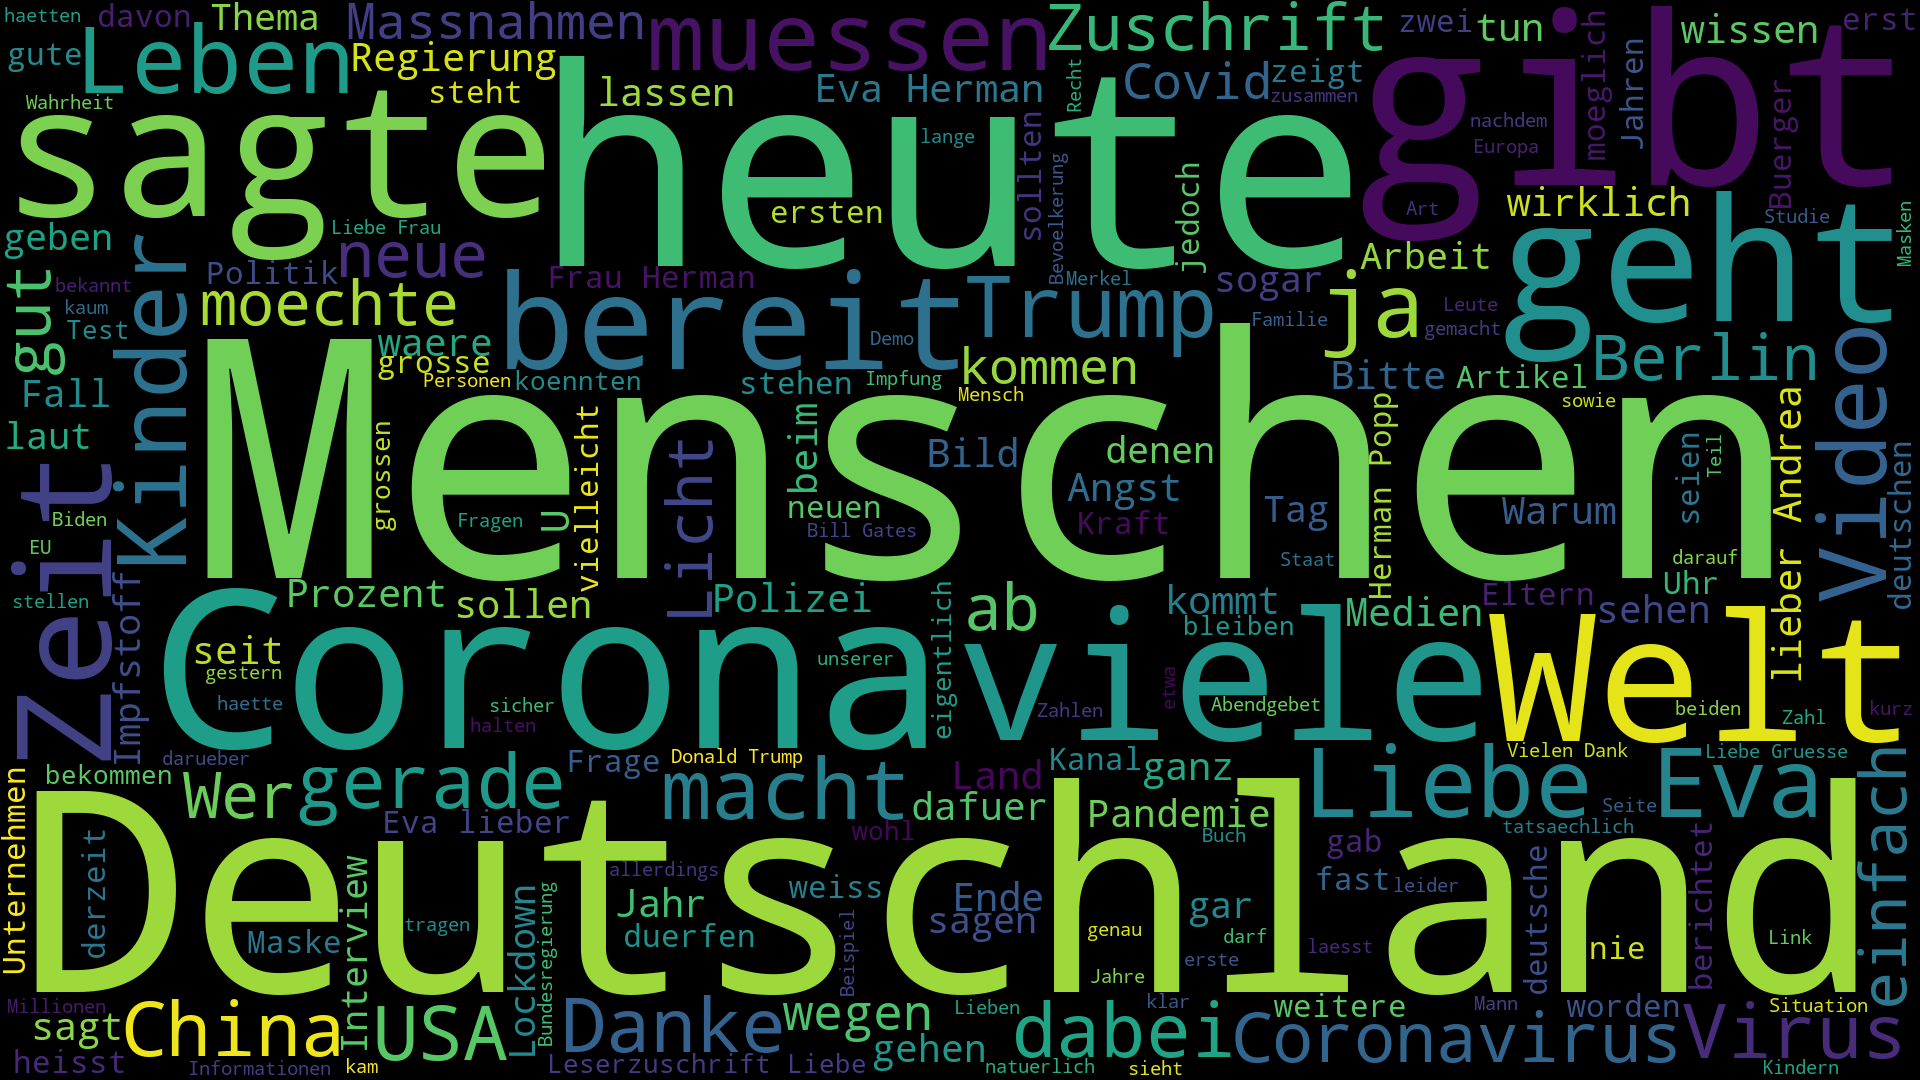 haetten
davon
Thema
Massnahmen
muessen
Zuschrift
zwei
tun
moeglich
wissen
erst
gute
Leben
Regierung
gibt
steht
lassen
Eva Herman
Recht
Covid
zeigt
zusammen
Jahren
Wahrheit
sagte
heute
lange
nachdem
Europa
Buerger
sollten
Bevoelkerung
jedoch
ersten
Art
wirklich
Studie
Masken
geben
Liebe Frau
neue
Arbeit
geht
gut
Kinder
Politik
Frau Herman
bekannt
kaum
Test
moechte
bereit
Merkel
Trump
sogar
ja
Leute
Familie
gemacht
waere
grosse
Demo
Berlin
Video
Fall
Personen
koennten
stehen
Impfung
kommen
Mensch
Bitte
Artikel
sowie
laut
Menschen
grossen
vielleicht
beim
Bild
denen
Herman Popp
lieber Andrea
Teil
seien
deutschen
Zeit
Licht
Angst
neuen
Tag
Warum
Biden
Fragen
U
Bill Gates
Kraft
EU
Staat
darauf
Impfstoff
stellen
Prozent
sollen
Polizei
eigentlich
ab
kommt
bleiben
Medien
Eltern
Uhr
sehen
Corona
viele
Welt
seit
gestern
unserer
haette
sicher
halten
Zahlen
etwa
Abendgebet
beiden
Zahl
kurz
darueber
bekommen
Wer
gerade
Frage
Donald Trump
macht
Kanal
ganz
Land
Vielen Dank
Liebe Gruesse
Liebe
Eva
einfach
Unternehmen
Deutschland
Eva lieber
wohl
dafuer
Pandemie
Buch
Seite
tatsaechlich
gab
derzeit
Interview
allerdings
weiss
Ende
fast
leider
deutsche
berichtet
Lockdown
Bundesregierung
Jahr
sagen
gar
Maske
tragen
duerfen
Beispiel
genau
darf
laesst
nie
Link
Jahre
erste
Millionen
sagt
China
USA
Danke
wegen
Lieben
dabei
klar
weitere
Mann
worden
Virus
Situation
heisst
Informationen
kam
Leserzuschrift Liebe
gehen
natuerlich
sieht
Coronavirus
Kindern